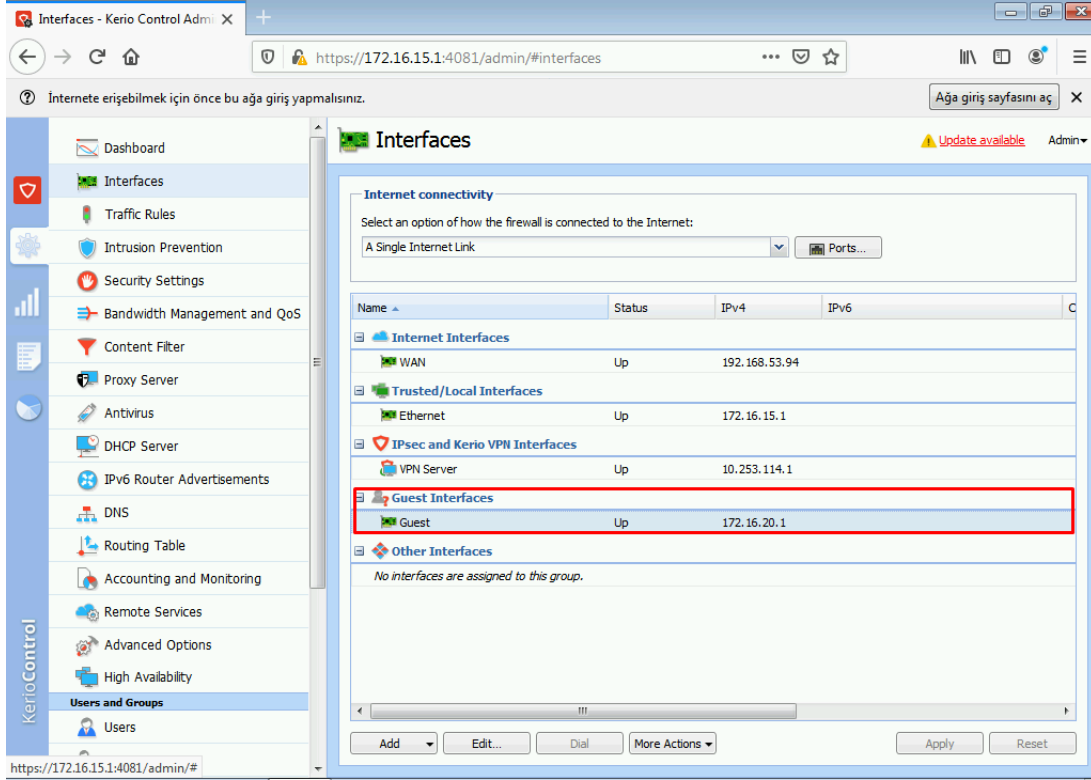 Interfaces - Kerio Control Admi
https://172.16.15.1:4081/admin/#interfaces
İnternete erişebilmek için önce bu ağa giriş yapmalısınız.
Ağa giriş sayfasını aç
Dashboard
Interfaces
Traffic Rules
Intrusion Prevention
Security Settings
Bandwidth Management and QoS
Content Filter
Proxy Server
Antivirus
DHCP Server
IPv6 Router Advertisements
DNS
Routing Table
Accounting and Monitoring
Remote Services
Advanced Options
High Availability
Users and Groups
Users
KerioControl
https://172.16.15.1:4081/admin/#
Interfaces
Update available
Admin
Internet connectivity
Select an option of how the firewall is connected to the Internet:
A Single Internet Link
Ports...
Name Status IPv4 IPv6 C
Internet Interfaces
WAN Up 192.168.53.94
Trusted/Local Interfaces
Ethernet Up 172.16.15.1
IPsec and Kerio VPN Interfaces
VPN Server Up 10.253.114.1
Guest Interfaces
Guest Up 172.16.20.1
Other Interfaces
No interfaces are assigned to this group.
Add Edit... Dial More Actions Apply Reset